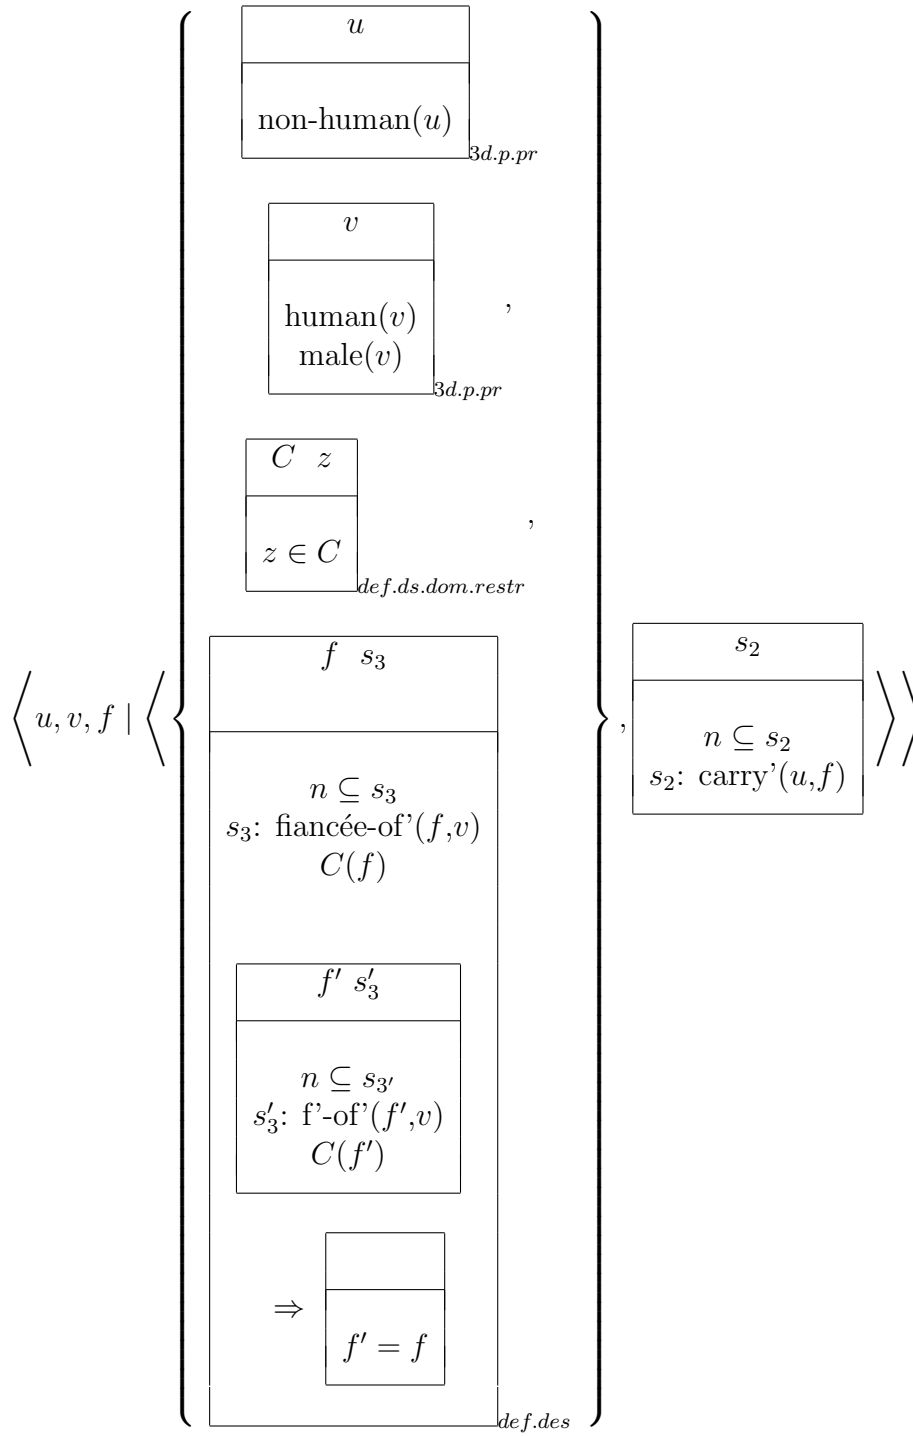 u
non-human(u)
3d.p.pr
v
human(v)
male(v)
,
3d.p.pr
C z
z ∈ C
,
def.ds.dom.restr
f s₃
n ⊆ s₃
s₃: fiancée-of’(f,v)
C(f)
f′ s′₃
n ⊆ s₃′
s′₃: f’-of’(f′,v)
C(f′)
⇒
f′ = f
def.des
⟨u, v, f | ⟨{ } ,
s₂
n ⊆ s₂
s₂: carry’(u,f)
⟩⟩